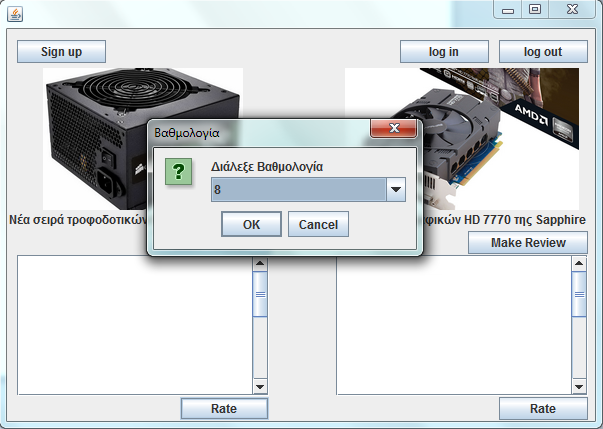 Sign up
log in
log out
AMD
Βαθμολογία
?
Διάλεξε Βαθμολογία
8
OK
Cancel
Νέα σειρά τροφοδοτικών
φικών HD 7770 της Sapphire
Make Review
Rate
Rate